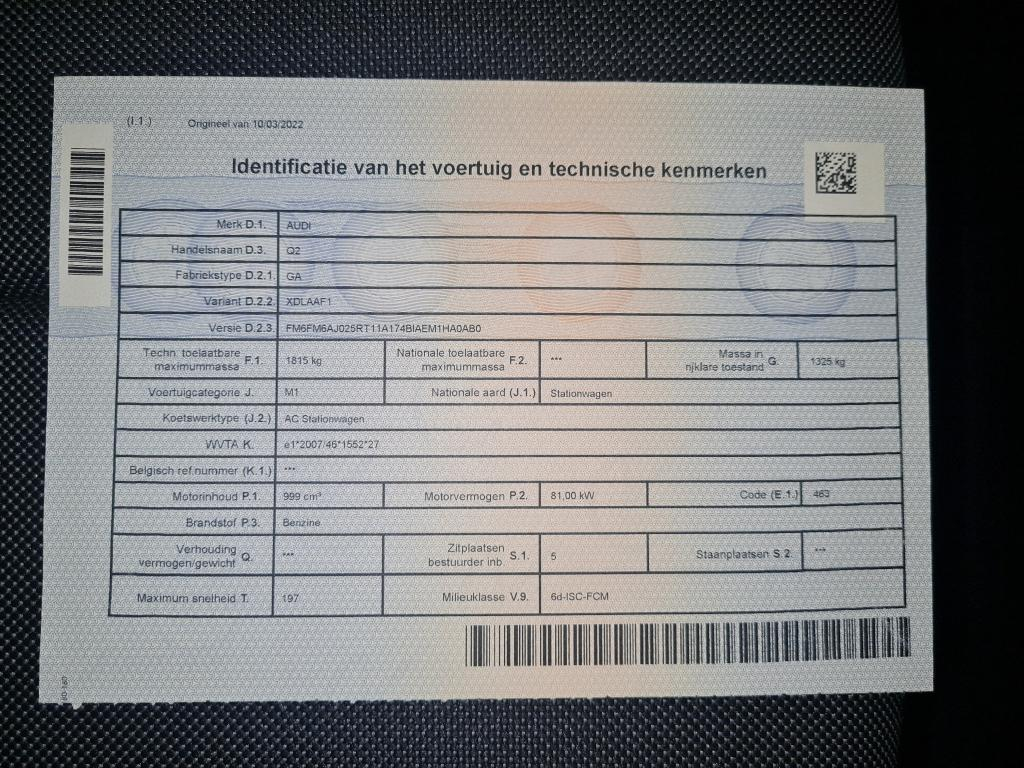 (I.1.) Origineel van 10/03/2022
Identificatie van het voertuig en technische kenmerken
Merk D.1. AUDI
Handelsnaam D.3. Q2
Fabriekstype D.2.1. GA
Variant D.2.2. XDLAAF1
Versie D.2.3. FM6FM6AJ025RT11A174BIAEM1HA0AB0
Techn. toelaatbare maximummassa F.1. 1815 kg Nationale toelaatbare maximummassa F.2. *** Massa in rijklare toestand G. 1325 kg
Voertuigcategorie J. M1 Nationale aard (J.1.) Stationwagen
Koetswerktype (J.2.) AC Stationwagen
WVTA K. e1*2007/46*1552*27
Belgisch ref.nummer (K.1.) ***
Motorinhoud P.1. 999 cm³ Motorvermogen P.2. 81,00 kW Code (E.1.) 463
Brandstof P.3. Benzine
Verhouding vermogen/gewicht Q. *** Zitplaatsen bestuurder inb. S.1. 5 Staanplaatsen S.2. ***
Maximum snelheid T. 197 Milieuklasse V.9. 6d-ISC-FCM